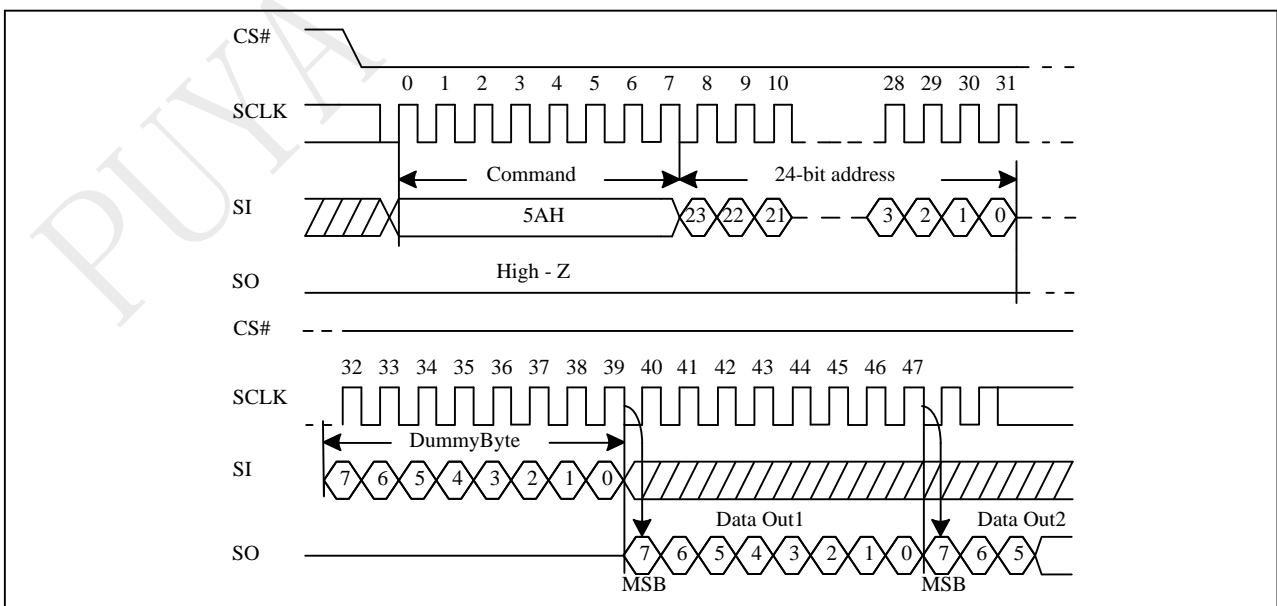 PUYA
CS#
0 1 2 3 4 5 6 7 8 9 10 28 29 30 31
SCLK
Command 24-bit address
SI 5AH 23 22 21 3 2 1 0
High - Z
SO
CS#
32 33 34 35 36 37 38 39 40 41 42 43 44 45 46 47
SCLK
DummyByte
SI 7 6 5 4 3 2 1 0
Data Out1 Data Out2
SO 7 6 5 4 3 2 1 0 7 6 5
MSB MSB